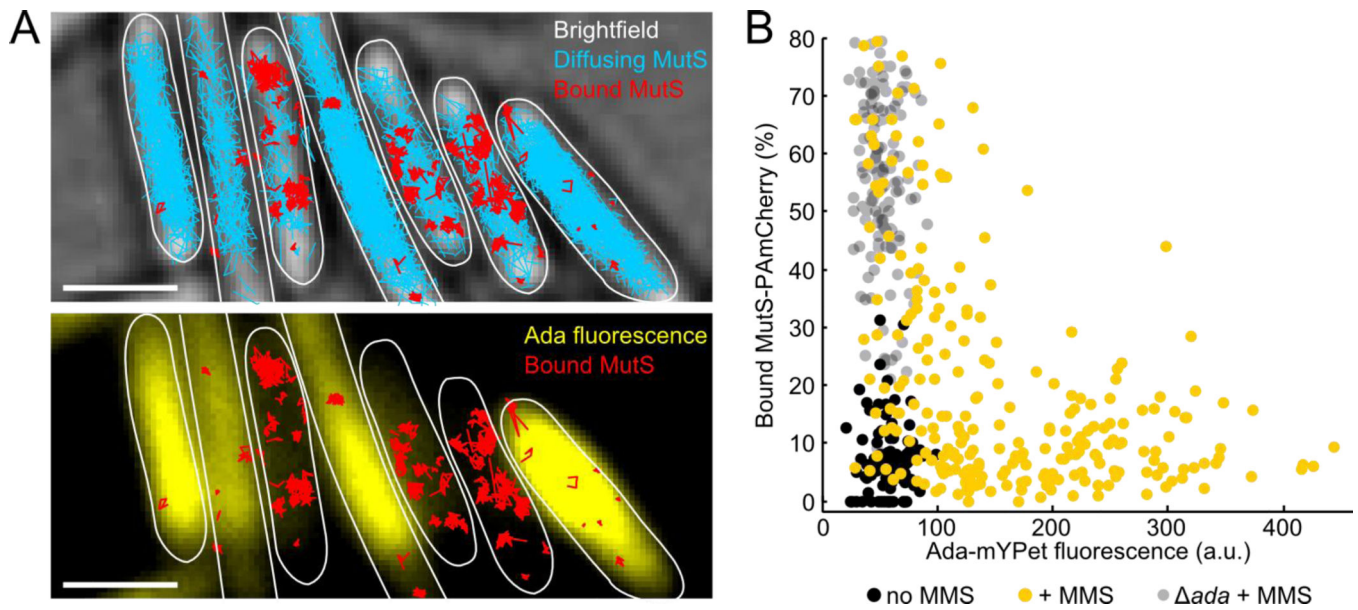 A
Brightfield
Diffusing MutS
Bound MutS
Ada fluorescence
Bound MutS
B
Bound MutS-PAmCherry (%)
80
70
60
50
40
30
20
10
0
0 100 200 300 400
Ada-mYPet fluorescence (a.u.)
no MMS + MMS Δada + MMS